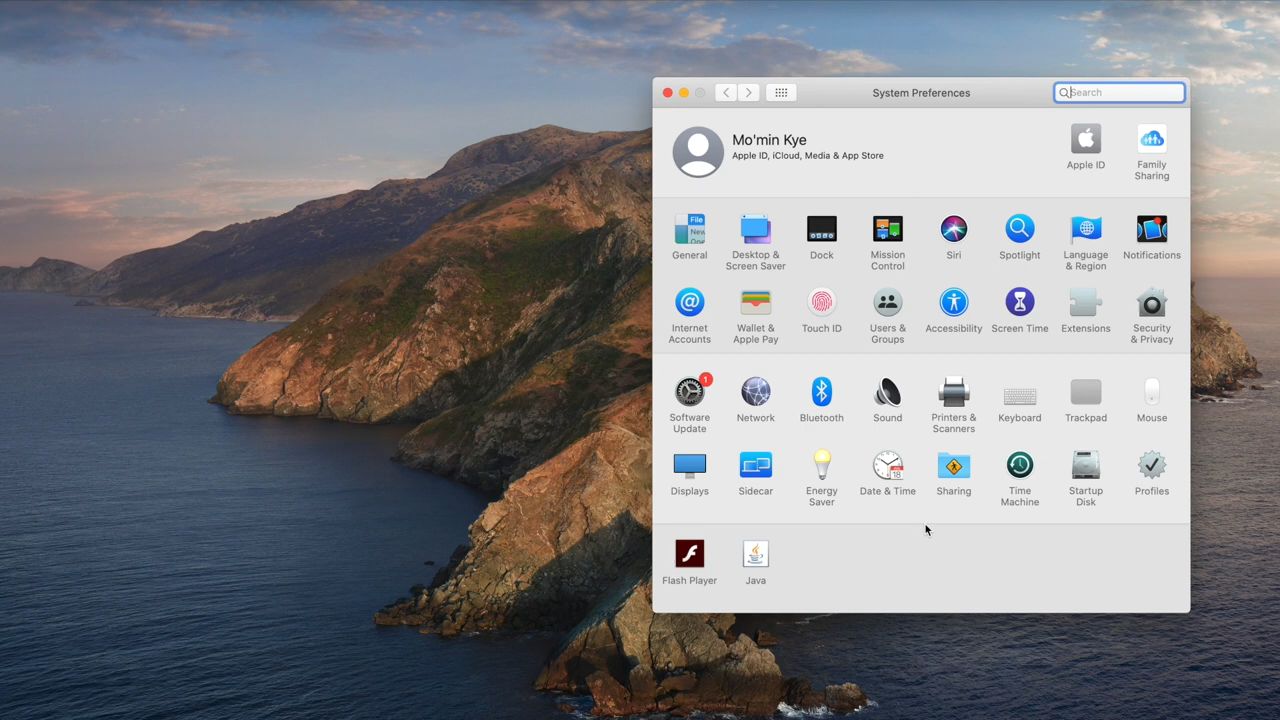 System Preferences
Search
Mo'min Kye
Apple ID, iCloud, Media & App Store
Apple ID
Family
Sharing
File
New
General
Desktop &
Screen Saver
Dock
Mission
Control
Siri
Spotlight
Language
& Region
Notifications
Internet
Accounts
Wallet &
Apple Pay
Touch ID
Users &
Groups
Accessibility
Screen Time
Extensions
Security
& Privacy
1
Software
Update
Network
Bluetooth
Sound
Printers &
Scanners
Keyboard
Trackpad
Mouse
Displays
Sidecar
Energy
Saver
18
Date & Time
Sharing
Time
Machine
Startup
Disk
Profiles
Flash Player
Java